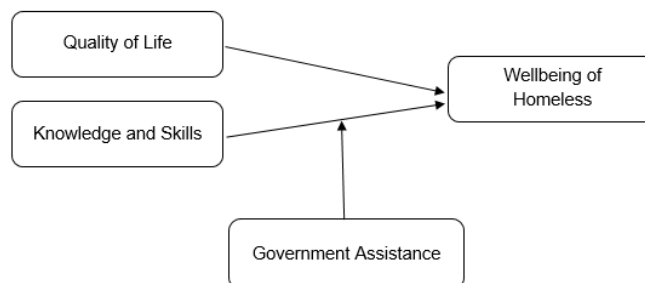 Quality of Life
Wellbeing of
Homeless
Knowledge and Skills
Government Assistance